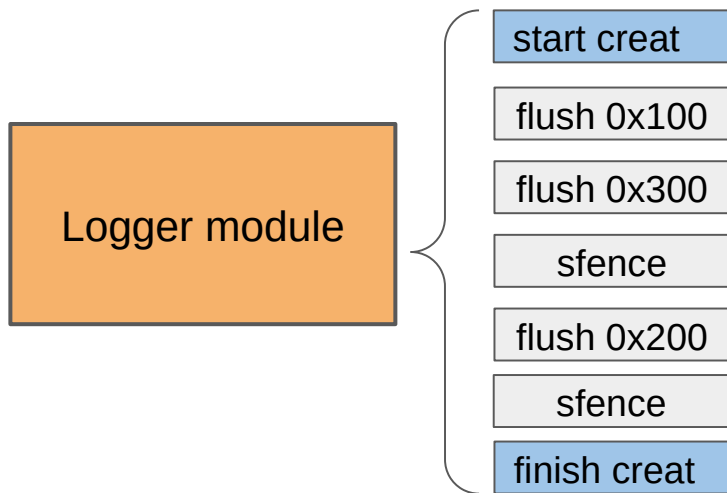 Logger module
start creat
flush 0x100
flush 0x300
sfence
flush 0x200
sfence
finish creat